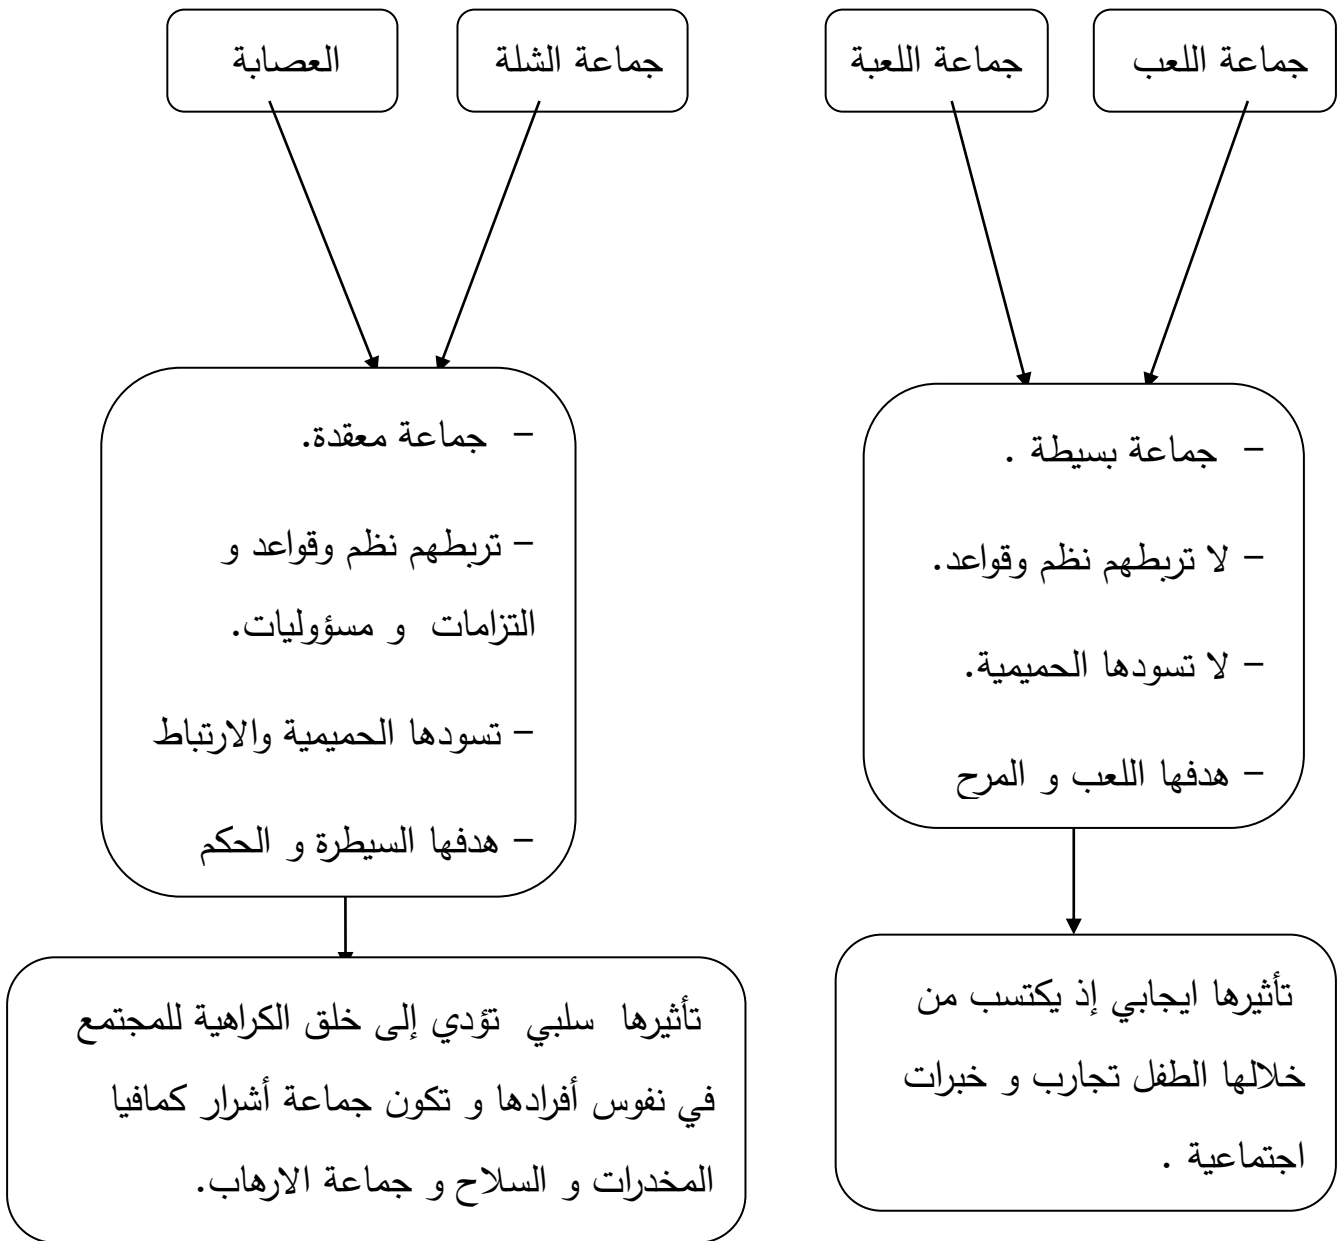 جماعة اللعب
جماعة اللعبة
جماعة الشلة
العصابة
- جماعة بسيطة .
- لا تربطهم نظم وقواعد.
- لا تسودها الحميمية.
- هدفها اللعب و المرح
- جماعة معقدة.
- تربطهم نظم وقواعد و
التزامات و مسؤوليات.
- تسودها الحميمية والارتباط
- هدفها السيطرة و الحكم
تأثيرها ايجابي إذ يكتسب من
خلالها الطفل تجارب و خبرات
اجتماعية .
تأثيرها سلبي تؤدي إلى خلق الكراهية للمجتمع
في نفوس أفرادها و تكون جماعة أشرار كمافيا
المخدرات و السلاح و جماعة الارهاب.